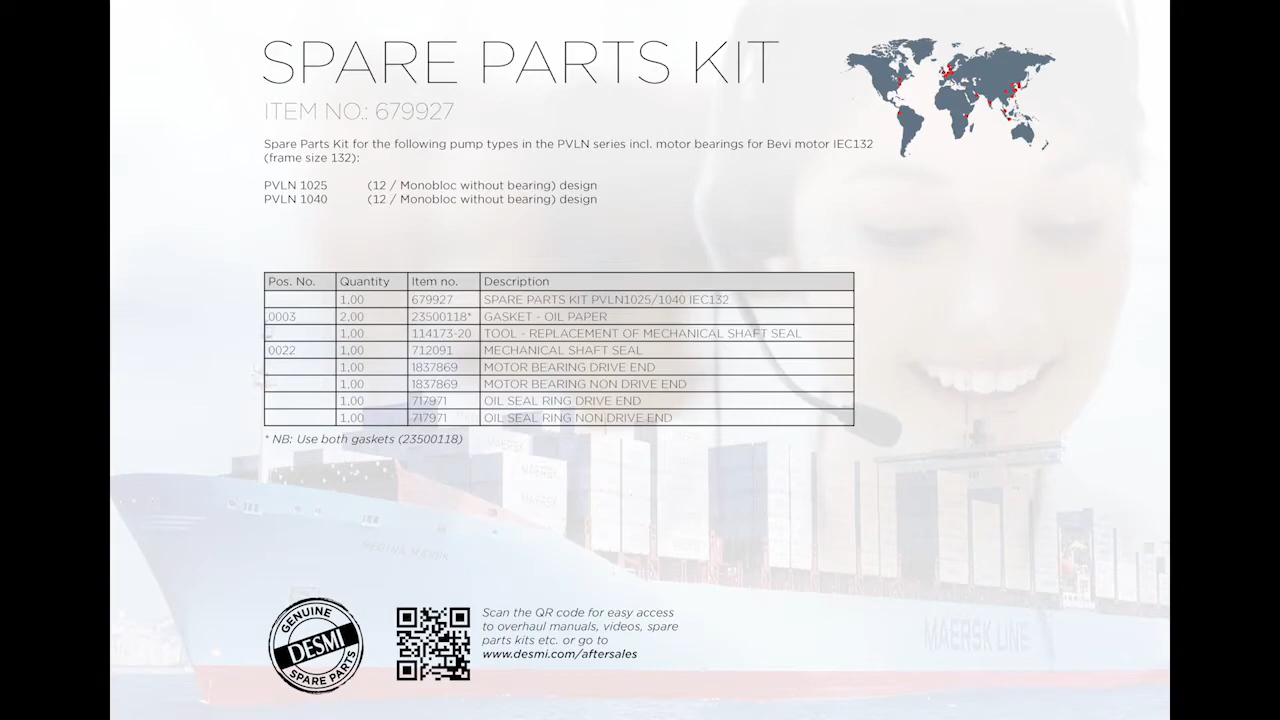 SPARE PARTS KIT
ITEM NO.: 679927
Spare Parts Kit for the following pump types in the PVLN series incl. motor bearings for Bevi motor IEC132
(frame size 132):
PVLN 1025 (12 / Monobloc without bearing) design
PVLN 1040 (12 / Monobloc without bearing) design
Pos. No. Quantity Item no. Description
1,00 679927 SPARE PARTS KIT PVLN1025/1040 IEC132
0003 2,00 23500118* GASKET - OIL PAPER
1,00 114173-20 TOOL - REPLACEMENT OF MECHANICAL SHAFT SEAL
0022 1,00 712091 MECHANICAL SHAFT SEAL
1,00 1837869 MOTOR BEARING DRIVE END
1,00 1837869 MOTOR BEARING NON DRIVE END
1,00 717971 OIL SEAL RING DRIVE END
1,00 717971 OIL SEAL RING NON DRIVE END
* NB: Use both gaskets (23500118)
MAERSK
MAERSK
REGINA MÆRSK
MAERSK LINE
GENUINE
DESMI
SPARE PARTS
Scan the QR code for easy access
to overhaul manuals, videos, spare
parts kits etc. or go to
www.desmi.com/aftersales